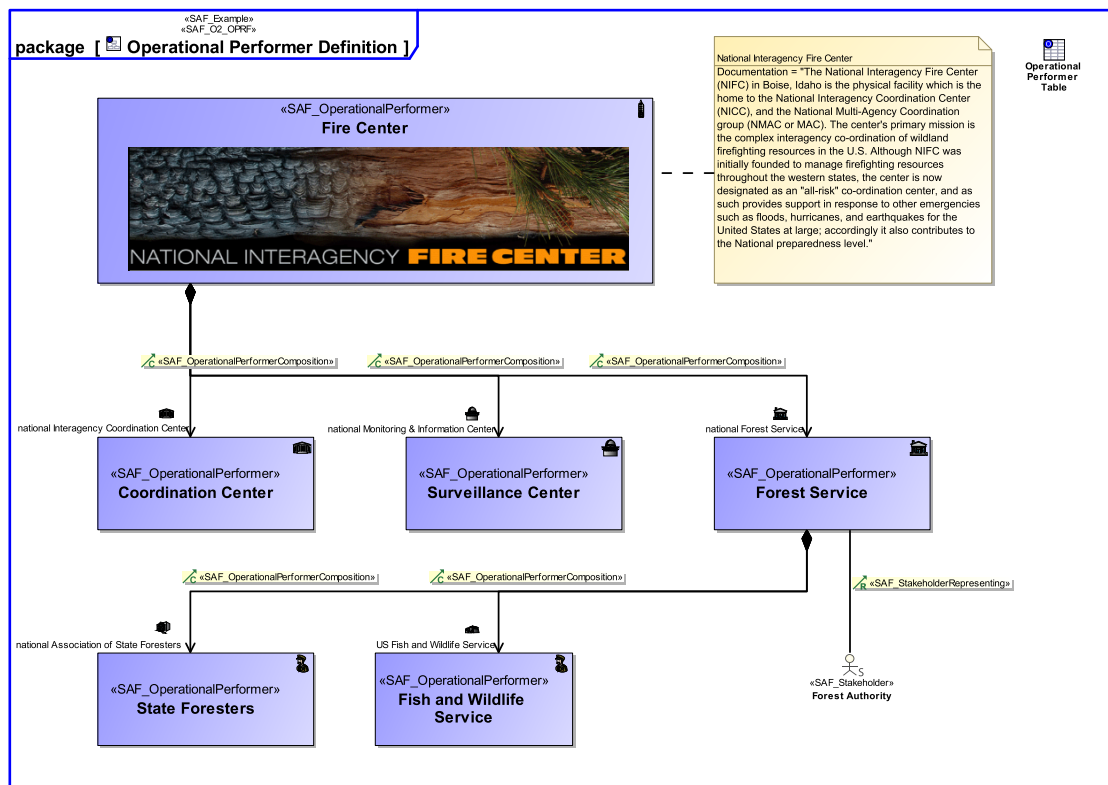 «SAF_Example»
«SAF_O2_OPRF»
package [ Operational Performer Definition ]
National Interagency Fire Center
Documentation = "The National Interagency Fire Center
(NIFC) in Boise, Idaho is the physical facility which is the
home to the National Interagency Coordination Center
(NICC), and the National Multi-Agency Coordination
group (NMAC or MAC). The center's primary mission is
the complex interagency co-ordination of wildland
firefighting resources in the U.S. Although NIFC was
initially founded to manage firefighting resources
throughout the western states, the center is now
designated as an "all-risk" co-ordination center, and as
such provides support in response to other emergencies
such as floods, hurricanes, and earthquakes for the
United States at large; accordingly it also contributes to
the National preparedness level."
Operational
Performer
Table
«SAF_OperationalPerformer»
Fire Center
NATIONAL INTERAGENCY FIRE CENTER
«SAF_OperationalPerformerComposition»
«SAF_OperationalPerformerComposition»
«SAF_OperationalPerformerComposition»
national Interagency Coordination Center
national Monitoring & Information Center
national Forest Service
«SAF_OperationalPerformer»
Coordination Center
«SAF_OperationalPerformer»
Surveillance Center
«SAF_OperationalPerformer»
Forest Service
«SAF_OperationalPerformerComposition»
«SAF_OperationalPerformerComposition»
«SAF_StakeholderRepresenting»
national Association of State Foresters
US Fish and Wildlife Service
«SAF_OperationalPerformer»
State Foresters
«SAF_OperationalPerformer»
Fish and Wildlife
Service
S
«SAF_Stakeholder»
Forest Authority